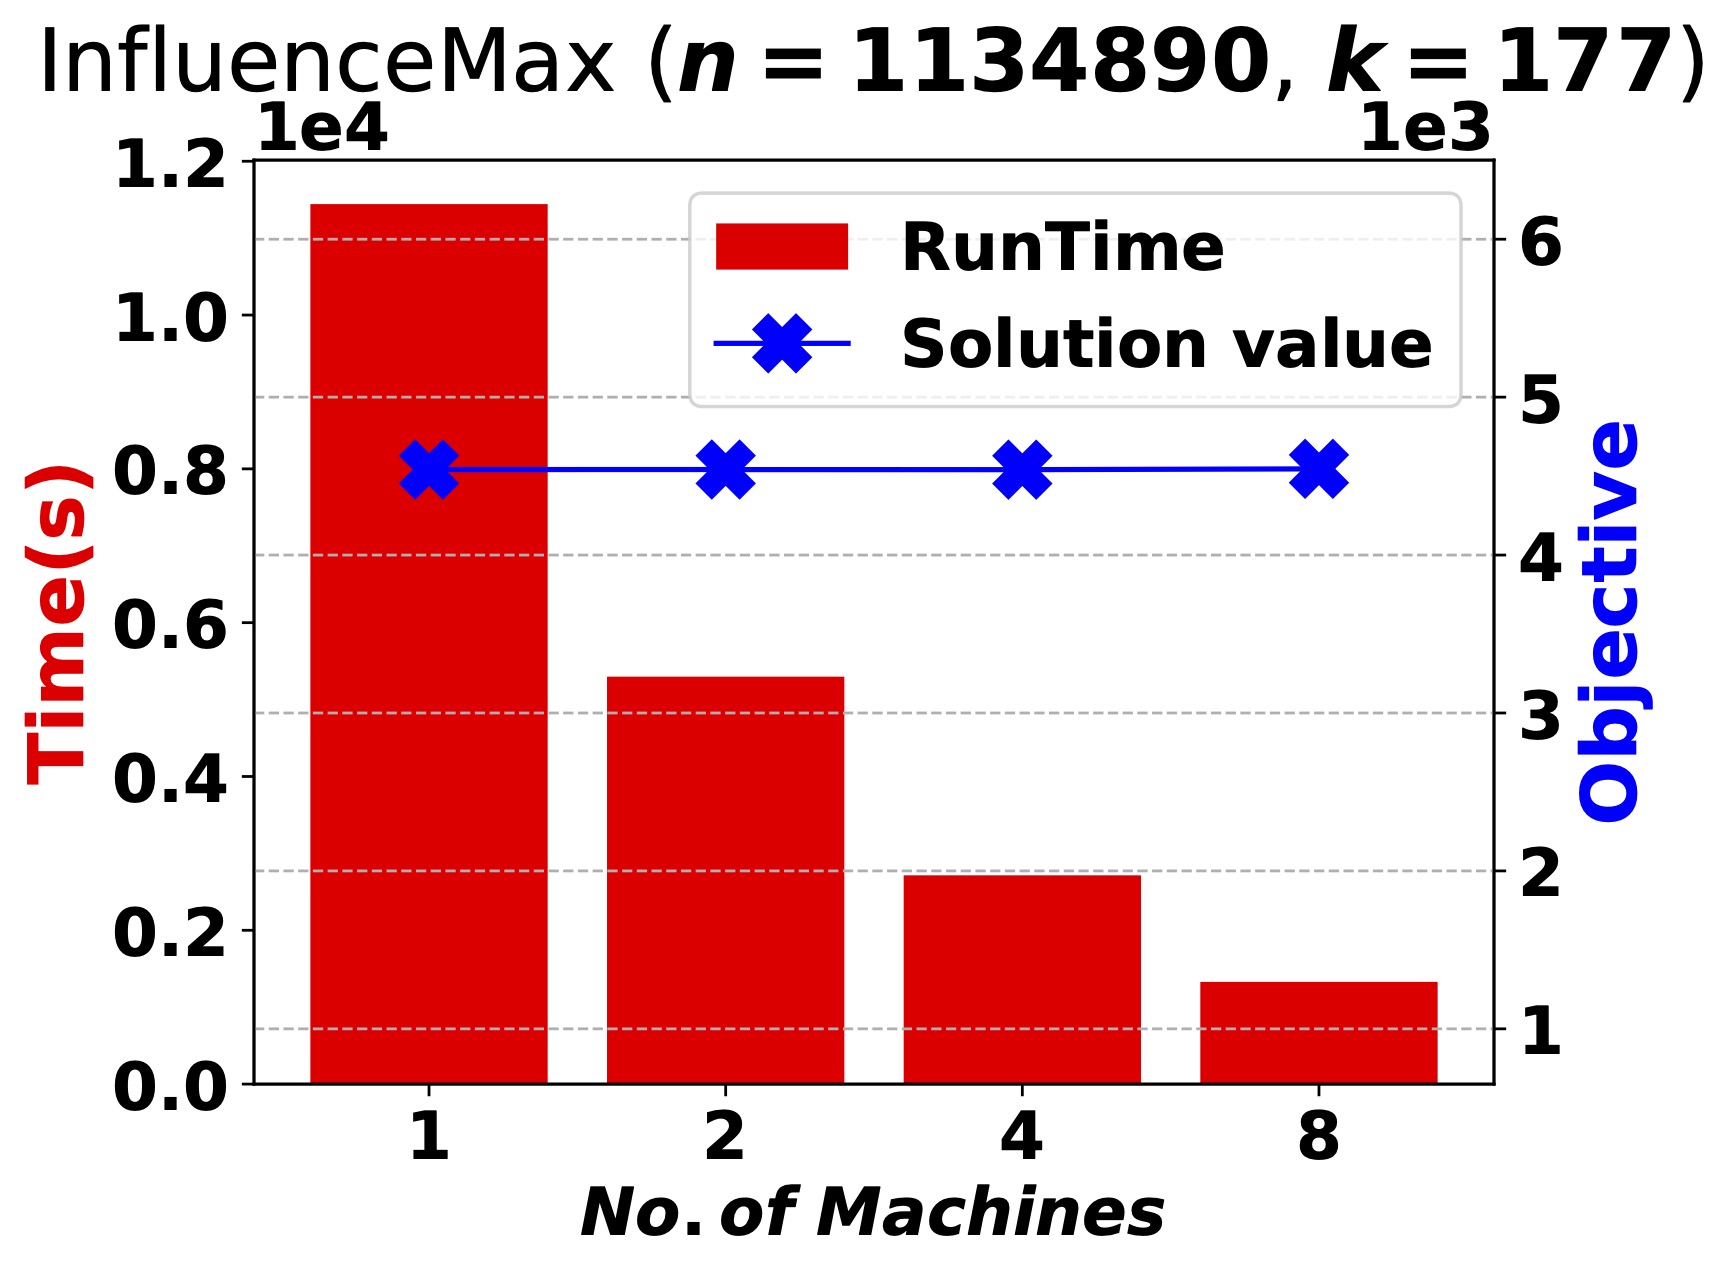 InfluenceMax (n = 1134890, k = 177)
1e4
1e3
1.2
1.0
0.8
0.6
0.4
0.2
0.0
Time(s)
RunTime
Solution value
6
5
4
3
2
1
Objective
1 2 4 8
No. of Machines